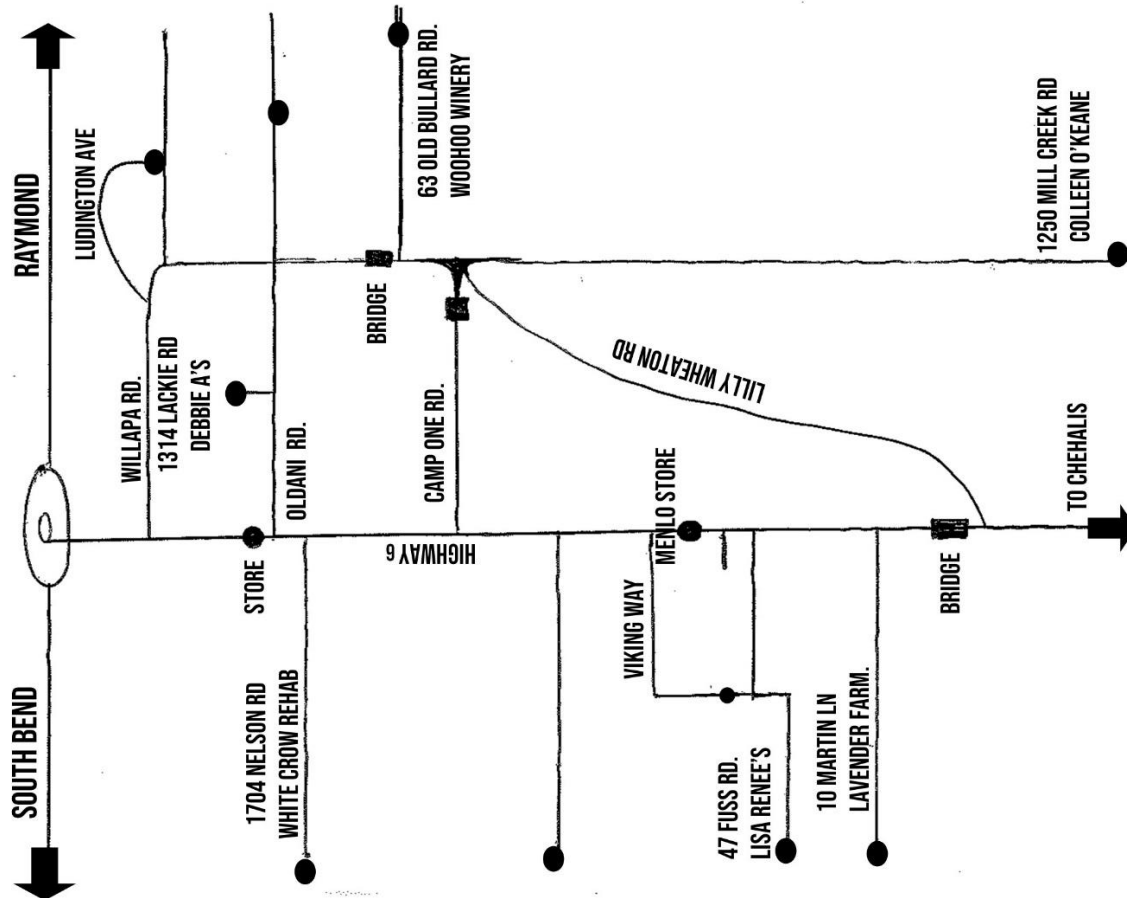 SOUTH BEND
RAYMOND
LUDINGTON AVE
WILLAPA RD.
1314 LACKIE RD
DEBBIE A'S
STORE
OLDANI RD.
BRIDGE
63 OLD BULLARD RD.
WOOHOO WINERY
1704 NELSON RD
WHITE CROW REHAB
HIGHWAY 6
CAMP ONE RD.
LILLY WHEATON RD
VIKING WAY
MENLO STORE
47 FUSS RD.
LISA RENEE'S
10 MARTIN LN
LAVENDER FARM.
BRIDGE
TO CHEHALIS
1250 MILL CREEK RD
COLLEEN O'KEANE